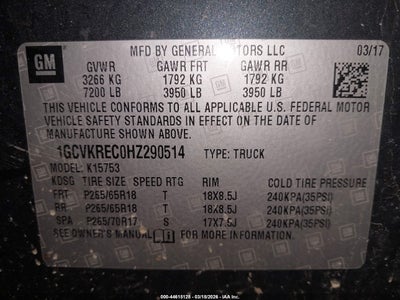 GM
MFD BY GENERAL MOTORS LLC 03/17
GVWR GAWR FRT GAWR RR
3266 KG 1792 KG 1792 KG
7200 LB 3950 LB 3950 LB
THIS VEHICLE CONFORMS TO ALL APPLICABLE U.S. FEDERAL MOTOR
VEHICLE SAFETY STANDARDS IN EFFECT ON THE DATE OF
MANUFACTURE SHOWN ABOVE.
1GCVKREC0HZ290514 TYPE: TRUCK
MODEL: K15753
KDSG TIRE SIZE SPEED RTG RIM COLD TIRE PRESSURE
FRT P265/65R18 T 18X8.5J 240KPA(35PSI)
RR P265/65R18 T 18X8.5J 240KPA(35PSI)
SPA P265/70R17 S 17X7.5J 240KPA(35PSI)
SEE OWNER'S MANUAL FOR ADDITIONAL INFORMATION.
000-44615128 - 03/18/2026 - IAA Inc.